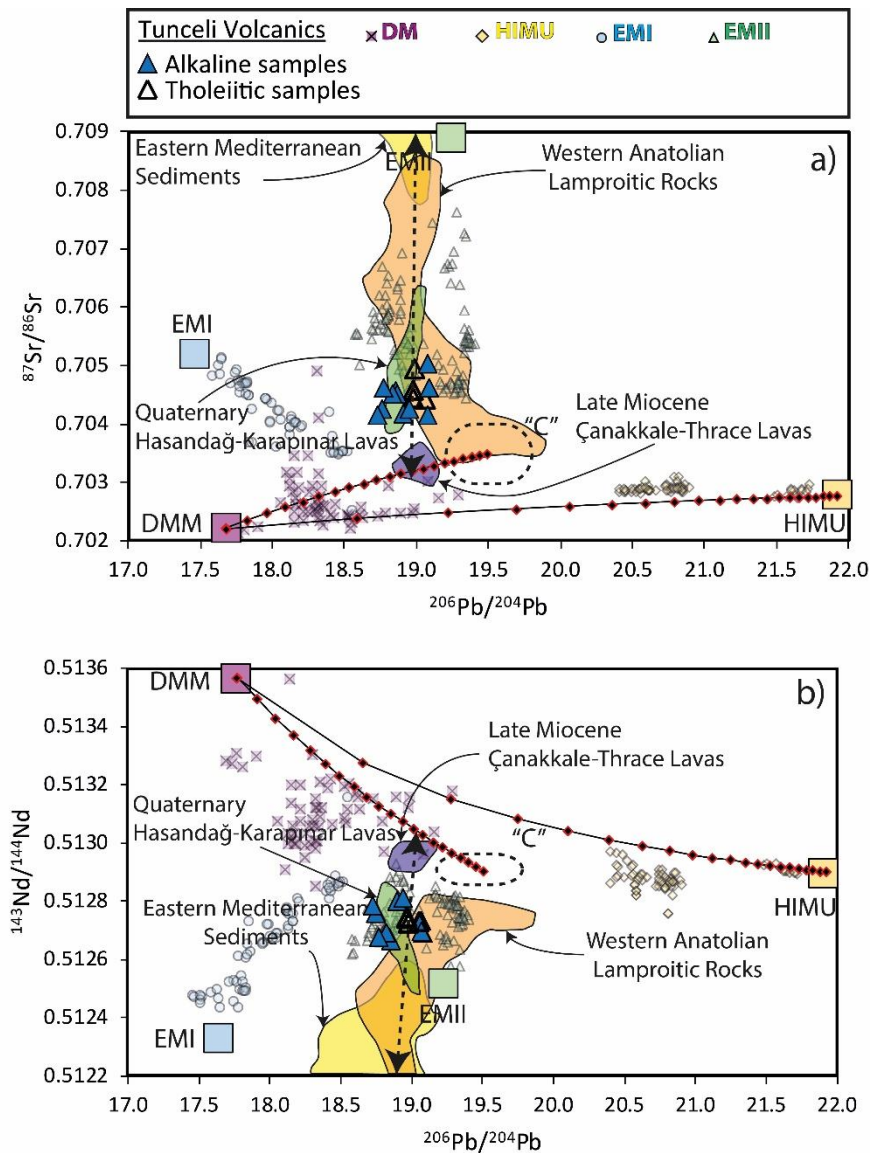 Tunceli Volcanics
DM
HIMU
EMI
EMII
Alkaline samples
Tholeiitic samples
0.709
0.708
0.707
0.706
0.705
0.704
0.703
0.702
⁸⁷Sr/⁸⁶Sr
a)
Eastern Mediterranean
Sediments
EMII
Western Anatolian
Lamproitic Rocks
EMI
Quaternary
Hasandağ-Karapınar Lavas
"C"
Late Miocene
Çanakkale-Thrace Lavas
DMM
HIMU
17.0 17.5 18.0 18.5 19.0 19.5 20.0 20.5 21.0 21.5 22.0
²⁰⁶Pb/²⁰⁴Pb
0.5136
0.5134
0.5132
0.5130
0.5128
0.5126
0.5124
0.5122
¹⁴³Nd/¹⁴⁴Nd
b)
DMM
Late Miocene
Çanakkale-Thrace Lavas
Quaternary
Hasandağ-Karapınar Lavas
"C"
HIMU
Eastern Mediterranean
Sediments
Western Anatolian
Lamproitic Rocks
EMII
EMI
17.0 17.5 18.0 18.5 19.0 19.5 20.0 20.5 21.0 21.5 22.0
²⁰⁶Pb/²⁰⁴Pb